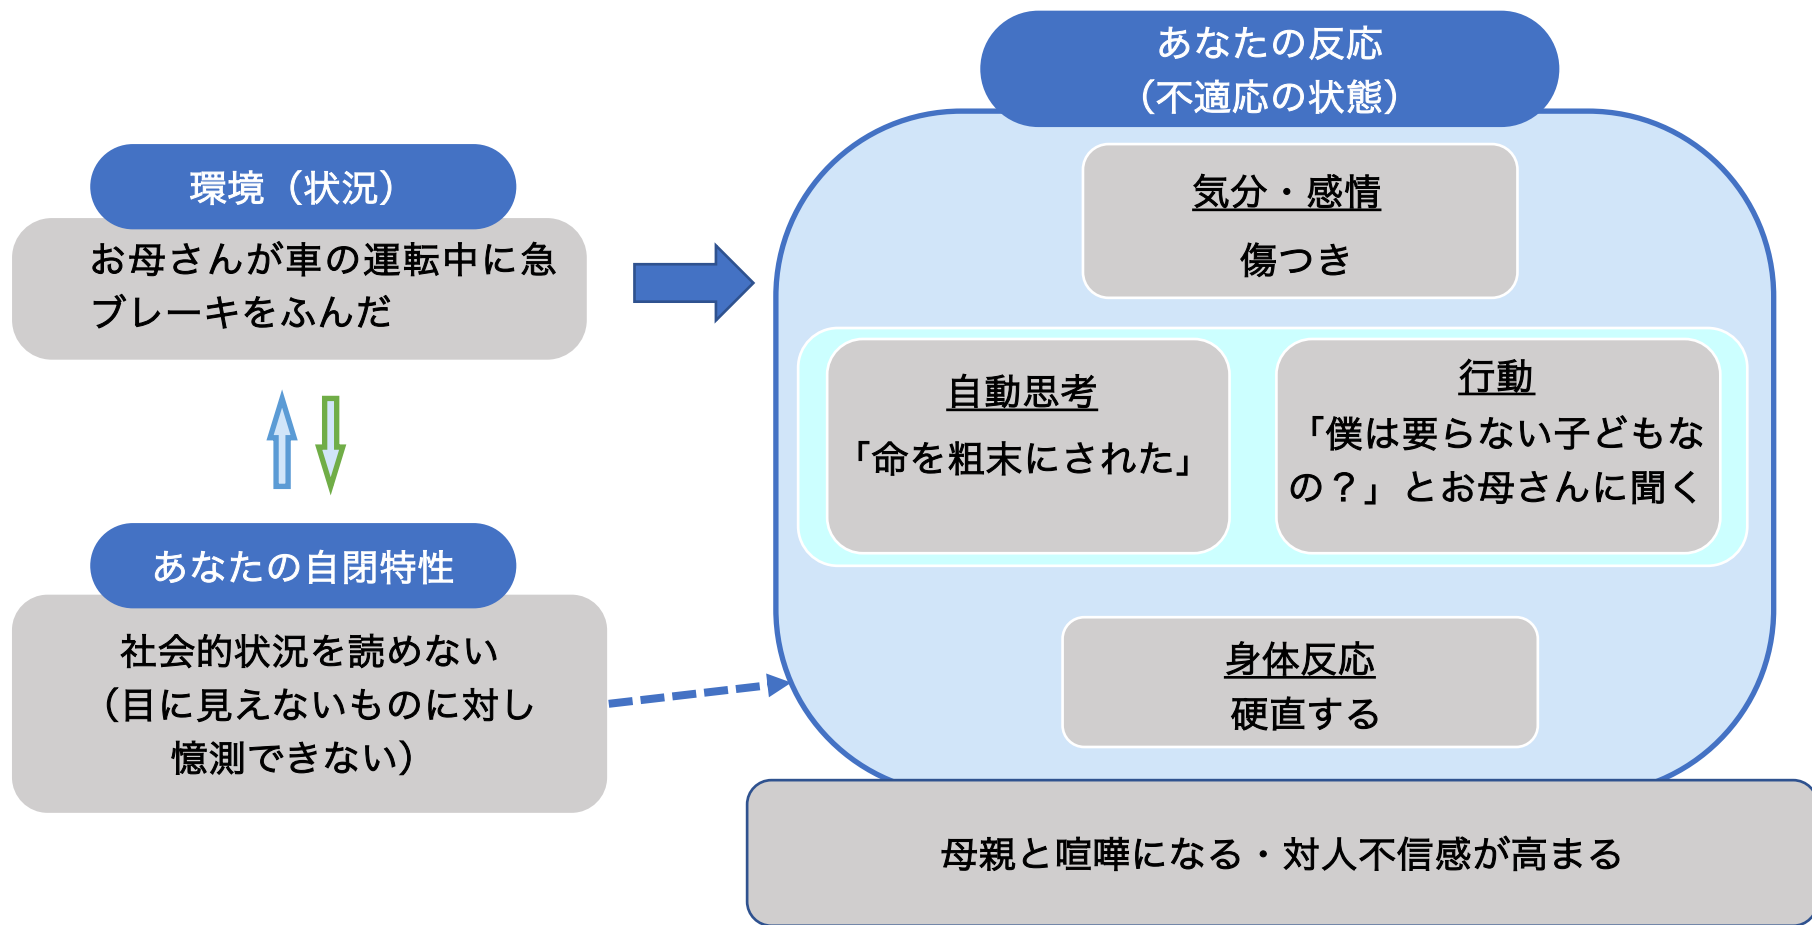 環境（状況）
お母さんが車の運転中に急
ブレーキをふんだ
あなたの自閉特性
社会的状況を読めない
（目に見えないものに対し
憶測できない）
あなたの反応
（不適応の状態）
気分・感情
傷つき
自動思考
「命を粗末にされた」
行動
「僕は要らない子どもな
の？」とお母さんに聞く
身体反応
硬直する
母親と喧嘩になる・対人不信感が高まる